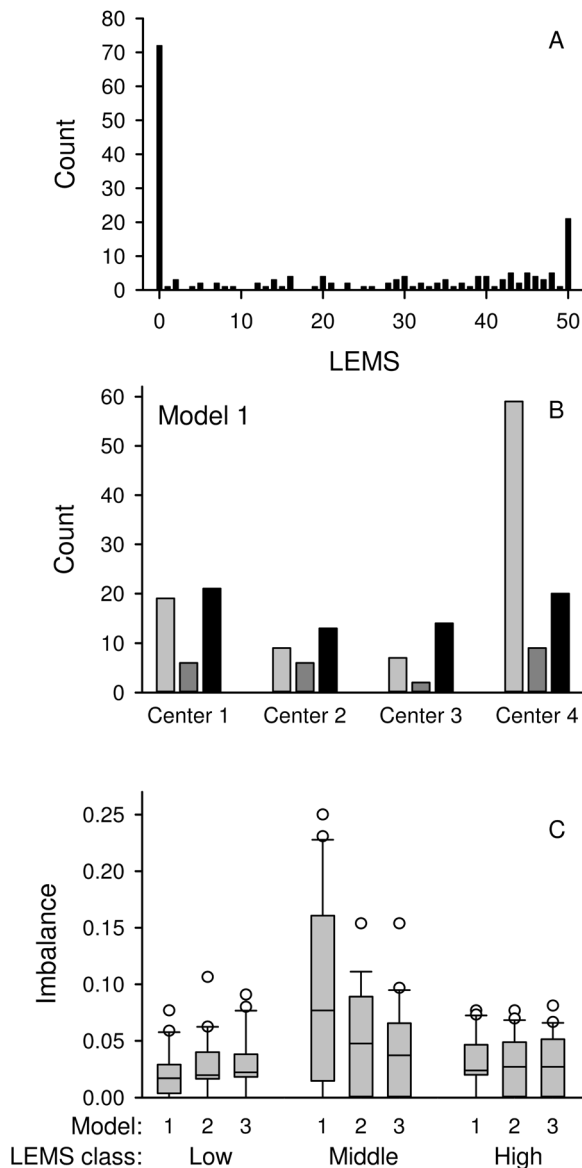 80
A
70
60
50
Count
40
30
20
10
0
0 10 20 30 40 50
LEMS
60
Model 1
B
50
40
Count
30
20
10
0
Center 1 Center 2 Center 3 Center 4
0.25
C
0.20
0.15
Imbalance
0.10
0.05
0.00
Model: 1 2 3 1 2 3 1 2 3
LEMS class: Low Middle High